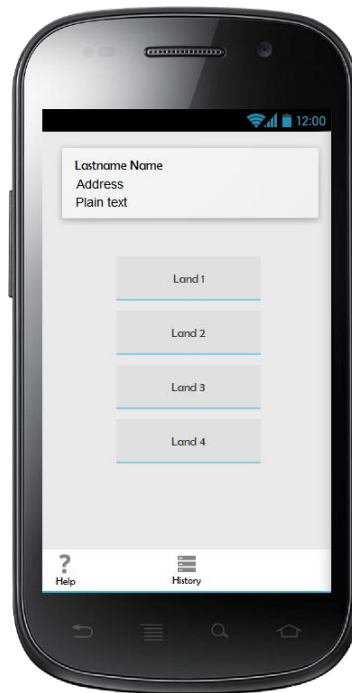 12:00
Lastname Name
Address
Plain text
Land 1
Land 2
Land 3
Land 4
?
Help
History